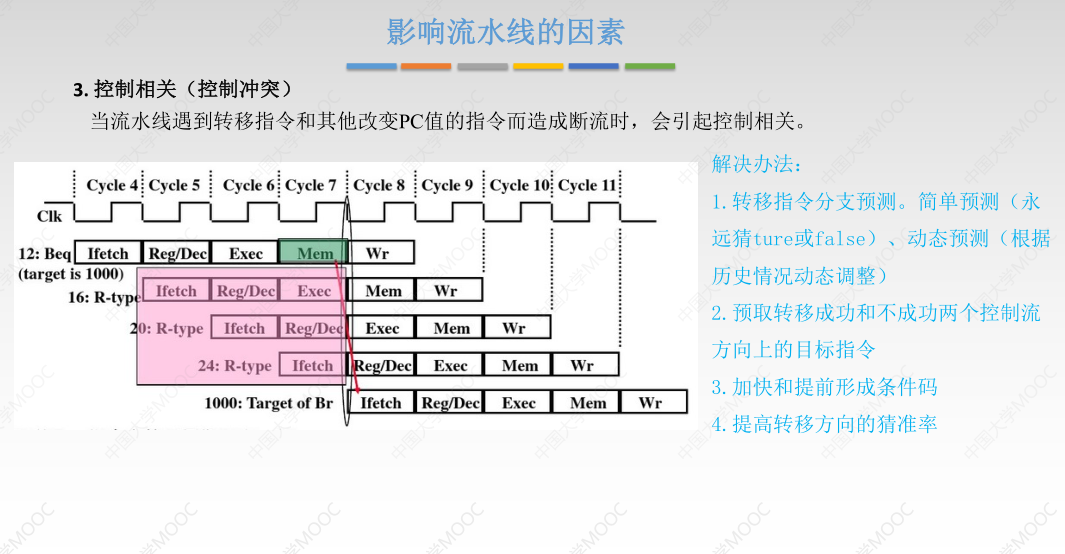 影响流水线的因素
3. 控制相关（控制冲突）
当流水线遇到转移指令和其他改变PC值的指令而造成断流时，会引起控制相关。
Cycle 4 Cycle 5 Cycle 6 Cycle 7 Cycle 8 Cycle 9 Cycle 10 Cycle 11
Clk
12: Beq Ifetch Reg/Dec Exec Mem Wr
(target is 1000)
16: R-type Ifetch Reg/Dec Exec Mem Wr
20: R-type Ifetch Reg/Dec Exec Mem Wr
24: R-type Ifetch Reg/Dec Exec Mem Wr
1000: Target of Br Ifetch Reg/Dec Exec Mem Wr
解决办法:
1.转移指令分支预测。简单预测（永
远猜ture或false）、动态预测（根据
历史情况动态调整）
2.预取转移成功和不成功两个控制流
方向上的目标指令
3.加快和提前形成条件码
4.提高转移方向的猜准率
中国大学MOOC